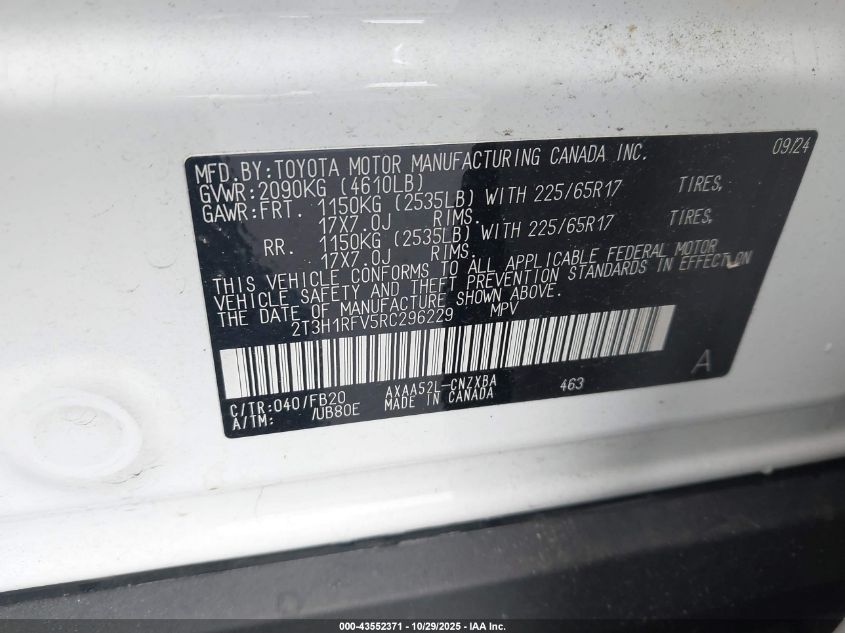 MFD.BY:TOYOTA MOTOR MANUFACTURING CANADA INC. 09/24
GVWR:2090KG (4610LB)
GAWR:FRT. 1150KG (2535LB) WITH 225/65R17 TIRES,
17X7.0J RIMS.
RR. 1150KG (2535LB) WITH 225/65R17 TIRES,
17X7.0J RIMS.
THIS VEHICLE CONFORMS TO ALL APPLICABLE FEDERAL MOTOR
VEHICLE SAFETY AND THEFT PREVENTION STANDARDS IN EFFECT ON
THE DATE OF MANUFACTURE SHOWN ABOVE.
2T3H1RFV5RC296229 MPV
C/TR:040/FB20 AXAA52L-CNZXBA 463 A
A/TM: /UB80E MADE IN CANADA
000-43552371 | 10/29/2025 - IAA Inc.